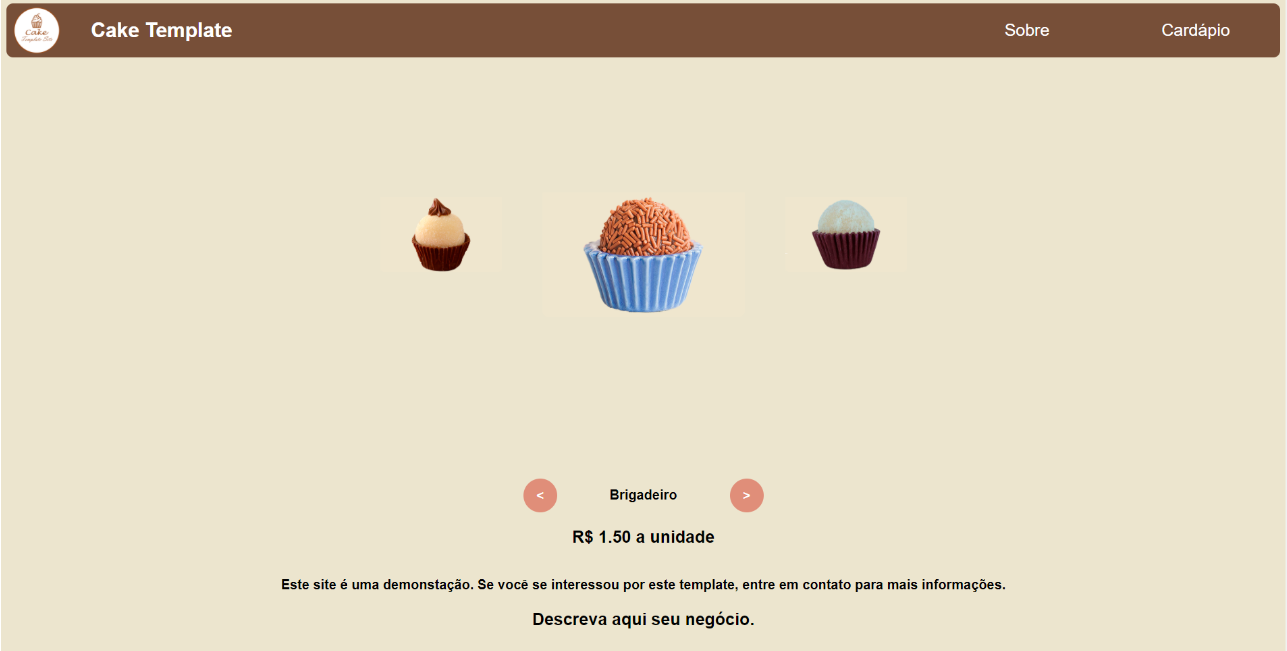 Cake
Template Site
Cake Template
Sobre
Cardápio
<
Brigadeiro
>
R$ 1.50 a unidade
Este site é uma demonstação. Se você se interessou por este template, entre em contato para mais informações.
Descreva aqui seu negócio.